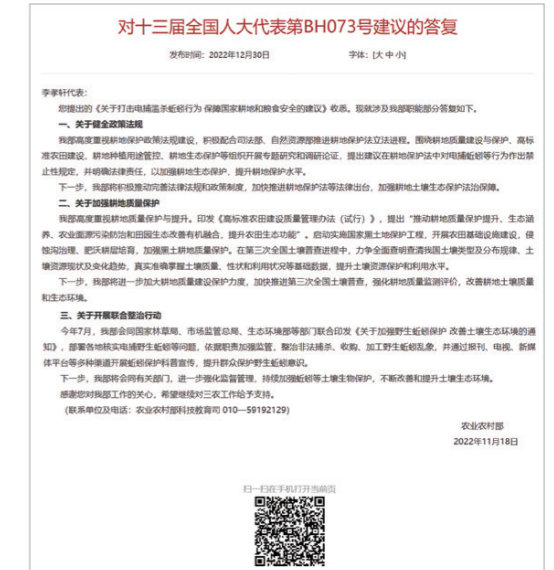 对十三届全国人大代表第BH073号建议的答复
发布时间：2022年12月30日 字体：[大 中 小]
李孝轩代表：
您提出的《关于打击电捕滥杀蚯蚓行为 保障国家耕地和粮食安全的建议》收悉。现就涉及我部职能部分答复如下。
一、关于健全政策法规
我部高度重视耕地保护政策法规建设，积极配合司法部、自然资源部推进耕地保护法立法进程。围绕耕地质量建设与保护、高标
准农田建设、耕地种植用途管控、耕地生态保护等组织开展专题研究和调研论证，提出建议在耕地保护法中对电捕蚯蚓等行为作出禁
止性规定，并明确法律责任，以加强耕地生态保护，提升耕地保护水平。
下一步，我部将积极推动完善法律法规和政策制度，加快推进耕地保护法等法律出台，加强耕地土壤生态保护法治保障。
二、关于加强耕地质量保护
我部高度重视耕地质量保护与提升。印发《高标准农田建设质量管理办法（试行）》，提出“推动耕地质量保护提升、生态涵
养、农业面源污染防治和田园生态改善有机融合，提升农田生态功能”。启动实施国家黑土地保护工程，开展农田基础设施建设，侵
蚀沟治理、肥沃耕层培育，加强黑土耕地质量保护。在第三次全国土壤普查进程中，力争全面查明查清我国土壤类型及分布规律、土
壤资源现状及变化趋势，真实准确掌握土壤质量、性状和利用状况等基础数据，提升土壤资源保护和利用水平。
下一步，我部将进一步加大耕地质量建设保护力度，加快推进第三次全国土壤普查，强化耕地质量监测评价，改善耕地土壤质量
和生态环境。
三、关于开展联合整治行动
今年7月，我部会同国家林草局、市场监管总局、生态环境部等部门联合印发《关于加强野生蚯蚓保护 改善土壤生态环境的通
知》，部署各地核实电捕野生蚯蚓等问题，依据职责加强监管，整治非法捕杀、收购、加工野生蚯蚓乱象，并通过报刊、电视、新媒
体平台等多种渠道开展蚯蚓保护科普宣传，提升群众保护野生蚯蚓意识。
下一步，我部将会同有关部门，进一步强化监督管理，持续加强蚯蚓等土壤生物保护，不断改善和提升土壤生态环境。
感谢您对我部工作的关心，希望继续对三农工作给予支持。
（联系单位及电话：农业农村部科技教育司 010—59192129）
农业农村部
2022年11月18日
扫一扫在手机打开当前页